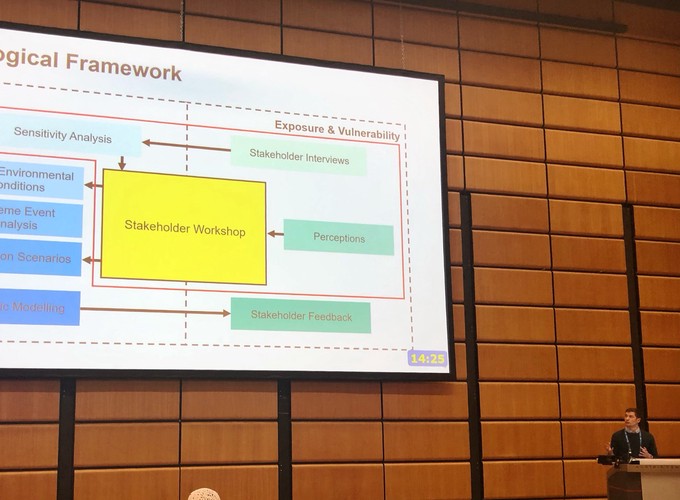 ogical Framework
Exposure & Vulnerability
Sensitivity Analysis
Stakeholder Interviews
Environmental
onditions
eme Event
nalysis
Stakeholder Workshop
Perceptions
on Scenarios
ic Modelling
Stakeholder Feedback
14:25